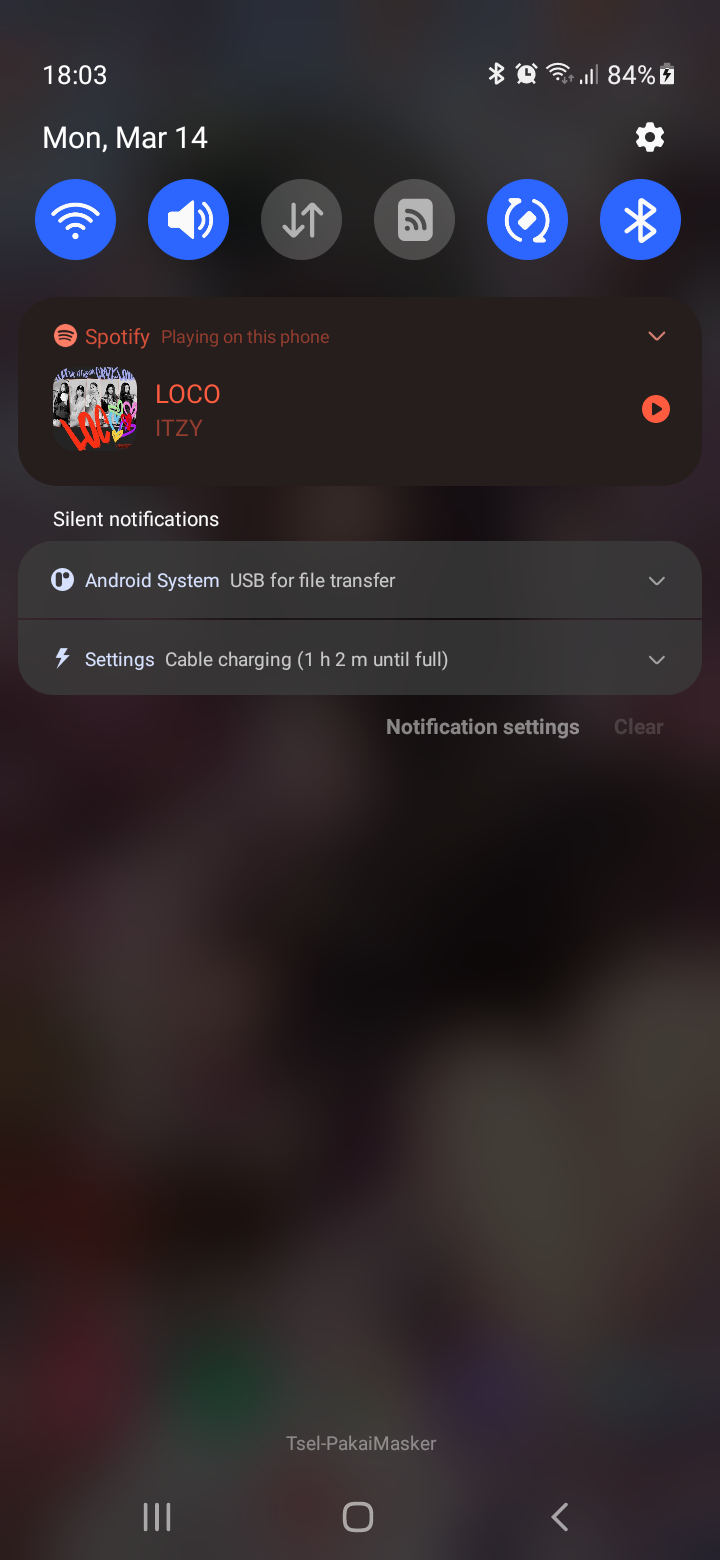 18:03 84%
Mon, Mar 14
Spotify Playing on this phone
LOCO
ITZY
Silent notifications
Android System USB for file transfer
Settings Cable charging (1 h 2 m until full)
Notification settings Clear
Tsel-PakaiMasker